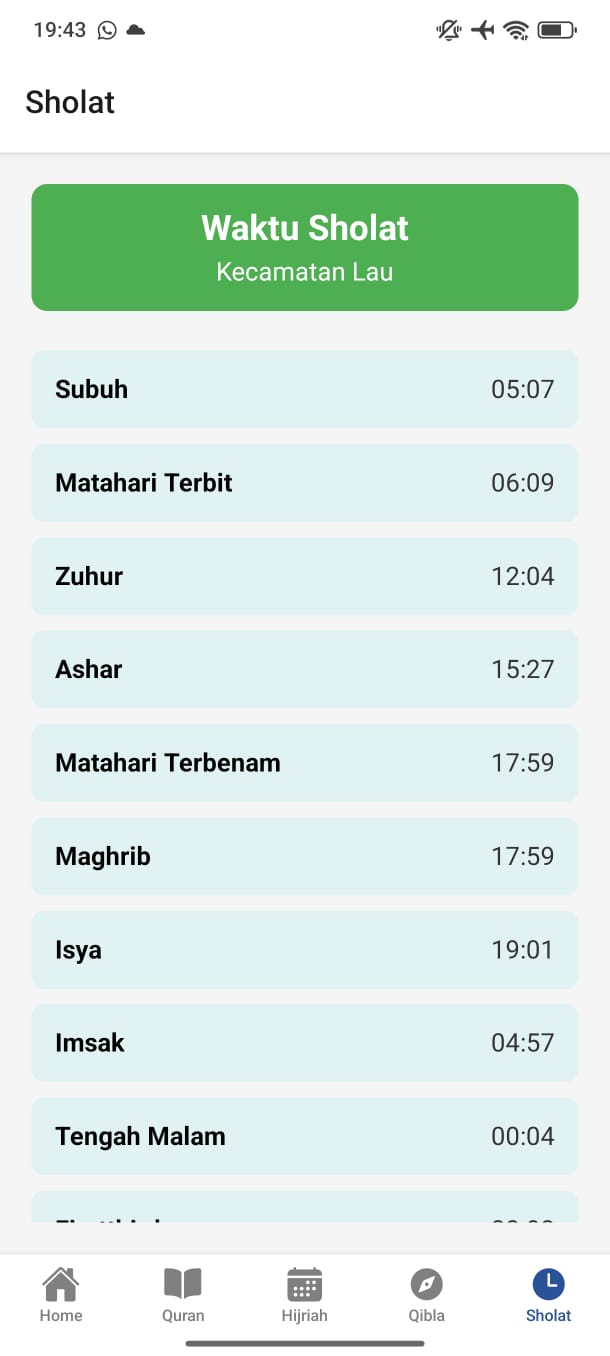 19:43
Sholat
Waktu Sholat
Kecamatan Lau
Subuh 05:07
Matahari Terbit 06:09
Zuhur 12:04
Ashar 15:27
Matahari Terbenam 17:59
Maghrib 17:59
Isya 19:01
Imsak 04:57
Tengah Malam 00:04
Home Quran Hijriah Qibla Sholat